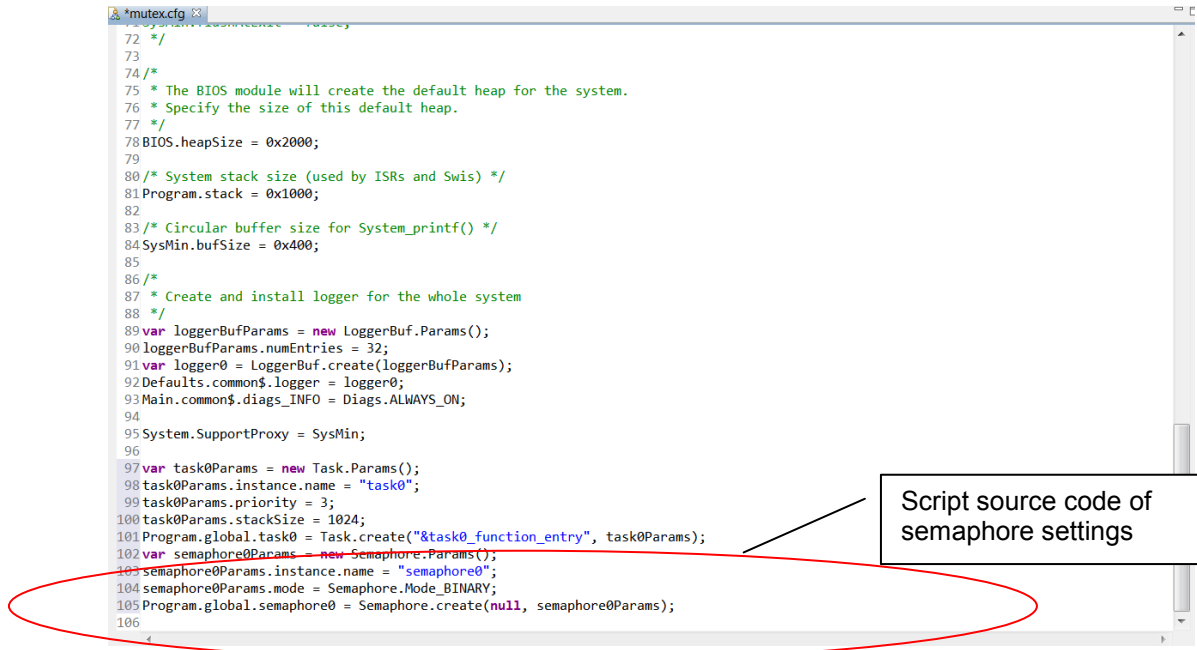 *mutex.cfg
72 */
73
74 /*
75 * The BIOS module will create the default heap for the system.
76 * Specify the size of this default heap.
77 */
78 BIOS.heapSize = 0x2000;
79
80 /* System stack size (used by ISRs and Swis) */
81 Program.stack = 0x1000;
82
83 /* Circular buffer size for System_printf() */
84 SysMin.bufSize = 0x400;
85
86 /*
87 * Create and install logger for the whole system
88 */
89 var loggerBufParams = new LoggerBuf.Params();
90 loggerBufParams.numEntries = 32;
91 var logger0 = LoggerBuf.create(loggerBufParams);
92 Defaults.common$.logger = logger0;
93 Main.common$.diags_INFO = Diags.ALWAYS_ON;
94
95 System.SupportProxy = SysMin;
96
97 var task0Params = new Task.Params();
98 task0Params.instance.name = "task0";
99 task0Params.priority = 3;
100 task0Params.stackSize = 1024;
101 Program.global.task0 = Task.create("&task0_function_entry", task0Params);
102 var semaphore0Params = new Semaphore.Params();
103 semaphore0Params.instance.name = "semaphore0";
104 semaphore0Params.mode = Semaphore.Mode_BINARY;
105 Program.global.semaphore0 = Semaphore.create(null, semaphore0Params);
106
Script source code of
semaphore settings